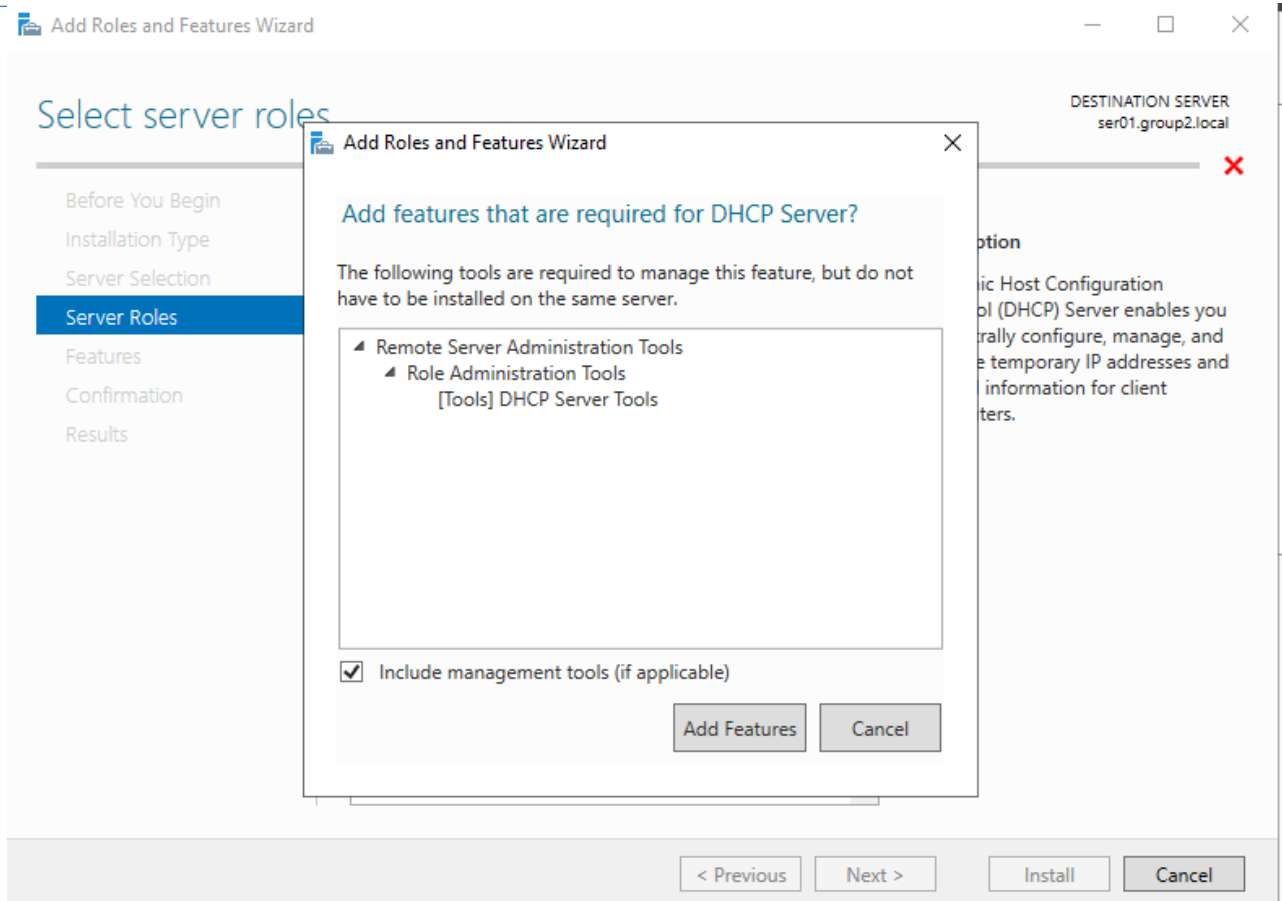 Add Roles and Features Wizard
Select server roles
DESTINATION SERVER
ser01.group2.local
Before You Begin
Installation Type
Server Selection
Server Roles
Features
Confirmation
Results
Add Roles and Features Wizard
Add features that are required for DHCP Server?
The following tools are required to manage this feature, but do not
have to be installed on the same server.
Remote Server Administration Tools
Role Administration Tools
[Tools] DHCP Server Tools
Include management tools (if applicable)
Add Features
Cancel
ption
ic Host Configuration
ol (DHCP) Server enables you
rally configure, manage, and
e temporary IP addresses and
information for client
ters.
< Previous
Next >
Install
Cancel